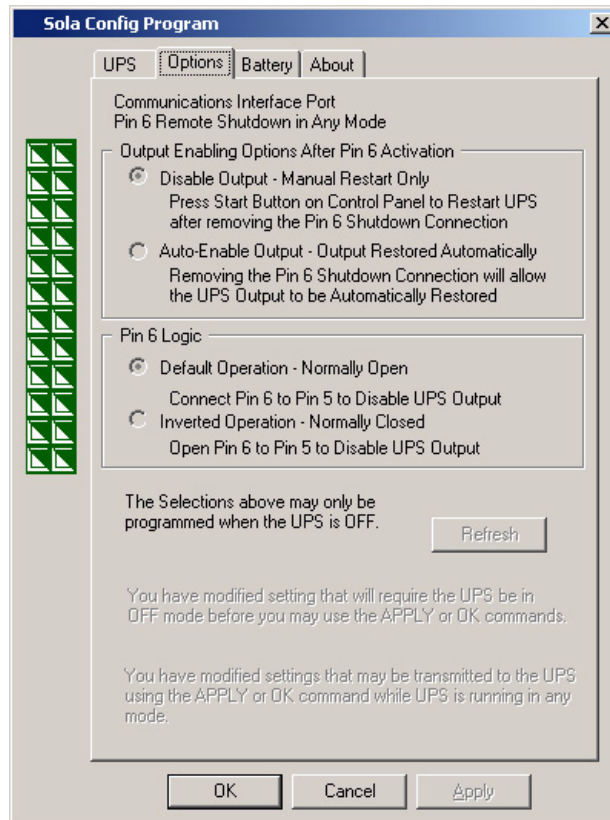 Sola Config Program
UPS Options Battery About
Communications Interface Port
Pin 6 Remote Shutdown in Any Mode
Output Enabling Options After Pin 6 Activation
Disable Output - Manual Restart Only
Press Start Button on Control Panel to Restart UPS
after removing the Pin 6 Shutdown Connection
Auto-Enable Output - Output Restored Automatically
Removing the Pin 6 Shutdown Connection will allow
the UPS Output to be Automatically Restored
Pin 6 Logic
Default Operation - Normally Open
Connect Pin 6 to Pin 5 to Disable UPS Output
Inverted Operation - Normally Closed
Open Pin 6 to Pin 5 to Disable UPS Output
The Selections above may only be
programmed when the UPS is OFF.
Refresh
You have modified setting that will require the UPS be in
OFF mode before you may use the APPLY or OK commands.
You have modified settings that may be transmitted to the UPS
using the APPLY or OK command while UPS is running in any
mode.
OK Cancel Apply